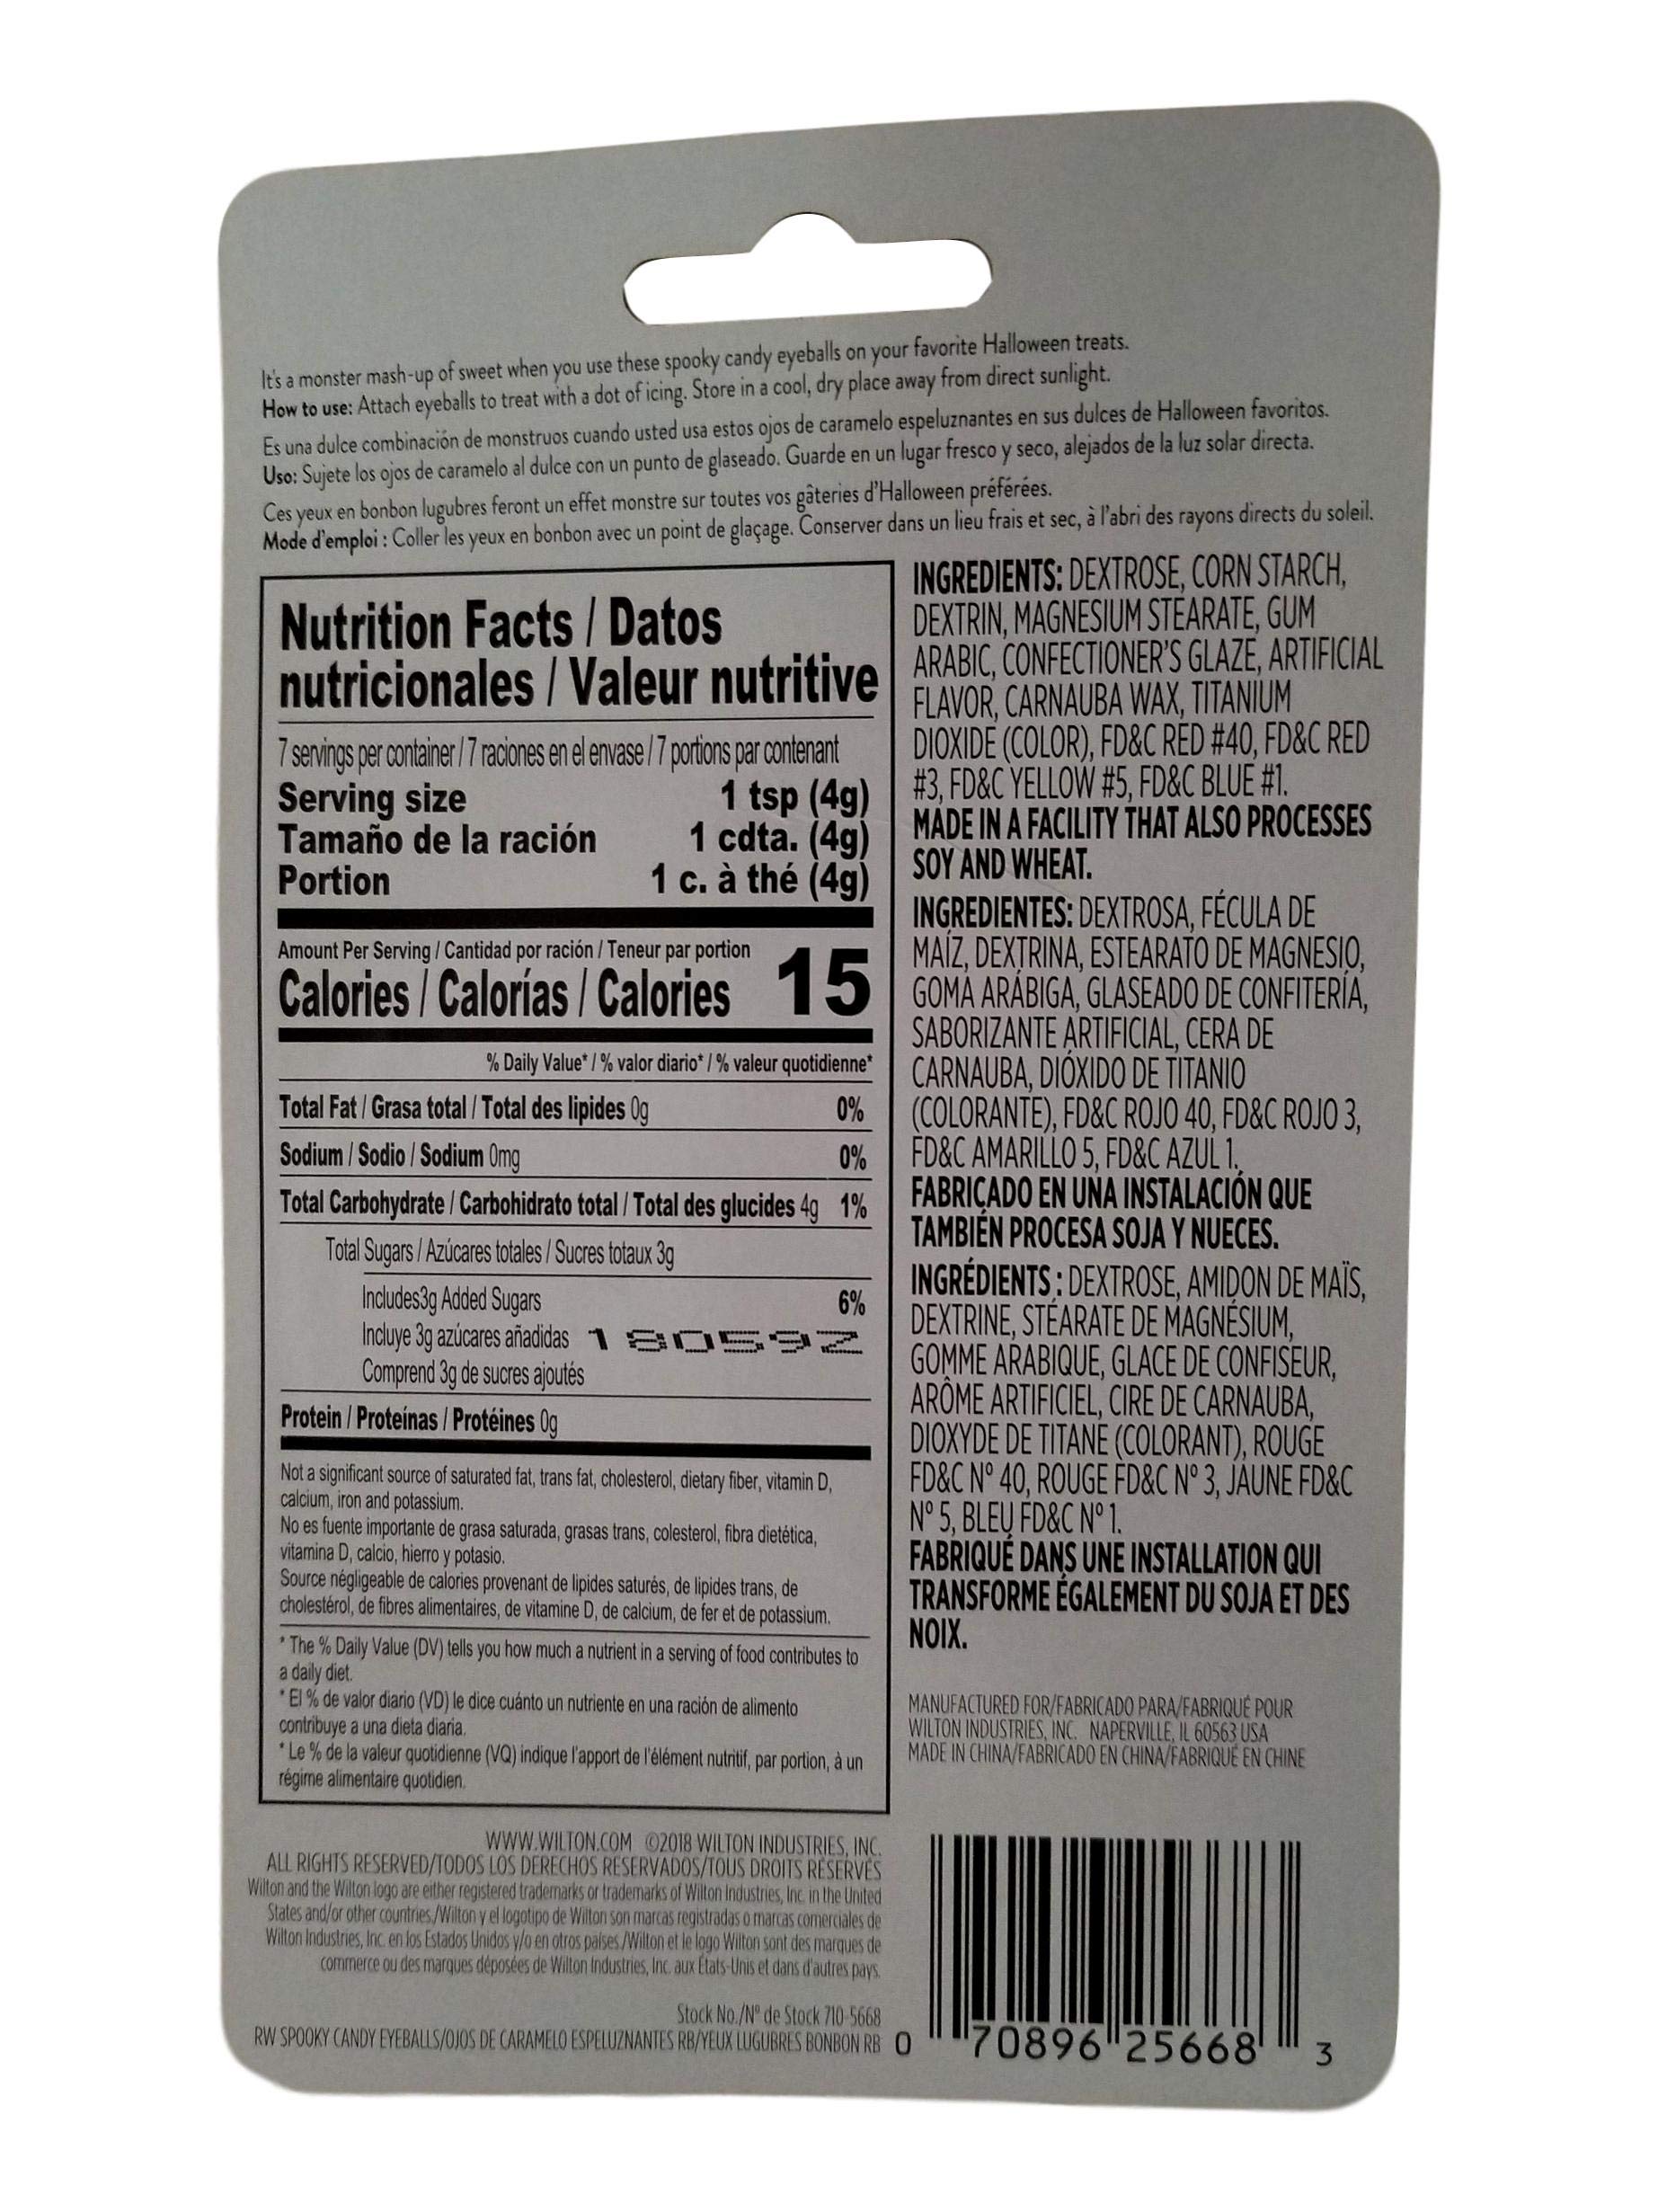 It's a monster mash-up of sweet when you use these spooky candy eyeballs on your favorite Halloween treats.
How to use: Attach eyeballs to treat with a dot of icing. Store in a cool, dry place away from direct sunlight.
Es una dulce combinación de monstruos cuando usted usa estos ojos de caramelo espeluznantes en sus dulces de Halloween favoritos.
Uso: Sujete los ojos de caramelo al dulce con un punto de glaseado. Guarde en un lugar fresco y seco, alejados de la luz solar directa.
Ces yeux en bonbon lugubres feront un effet monstre sur toutes vos gâteries d'Halloween préférées.
Mode d'emploi : Coller les yeux en bonbon avec un point de glaçage. Conserver dans un lieu frais et sec, à l'abri des rayons directs du soleil.
Nutrition Facts / Datos
nutricionales / Valeur nutritive
7 servings per container / 7 raciones en el envase / 7 portions par contenant
Serving size 1 tsp (4g)
Tamaño de la ración 1 cdta. (4g)
Portion 1 c. à thé (4g)
Amount Per Serving / Cantidad por ración / Teneur par portion
Calories / Calorías / Calories 15
% Daily Value* / % valor diario* / % valeur quotidienne*
Total Fat / Grasa total / Total des lipides 0g 0%
Sodium / Sodio / Sodium 0mg 0%
Total Carbohydrate / Carbohidrato total / Total des glucides 4g 1%
Total Sugars / Azúcares totales / Sucres totaux 3g
Includes3g Added Sugars 6%
Incluye 3g azúcares añadidas 180592
Comprend 3g de sucres ajoutés
Protein / Proteínas / Protéines 0g
Not a significant source of saturated fat, trans fat, cholesterol, dietary fiber, vitamin D,
calcium, iron and potassium.
No es fuente importante de grasa saturada, grasas trans, colesterol, fibra dietética,
vitamina D, calcio, hierro y potasio.
Source négligeable de calories provenant de lipides saturés, de lipides trans, de
cholestérol, de fibres alimentaires, de vitamine D, de calcium, de fer et de potassium.
* The % Daily Value (DV) tells you how much a nutrient in a serving of food contributes to
a daily diet.
* El % de valor diario (VD) le dice cuánto un nutriente en una ración de alimento
contribuye a una dieta diaria.
* Le % de la valeur quotidienne (VQ) indique l'apport de l'élément nutritif, par portion, à un
régime alimentaire quotidien.
INGREDIENTS: DEXTROSE, CORN STARCH,
DEXTRIN, MAGNESIUM STEARATE, GUM
ARABIC, CONFECTIONER'S GLAZE, ARTIFICIAL
FLAVOR, CARNAUBA WAX, TITANIUM
DIOXIDE (COLOR), FD&C RED #40, FD&C RED
#3, FD&C YELLOW #5, FD&C BLUE #1.
MADE IN A FACILITY THAT ALSO PROCESSES
SOY AND WHEAT.
INGREDIENTES: DEXTROSA, FÉCULA DE
MAÍZ, DEXTRINA, ESTEARATO DE MAGNESIO,
GOMA ARÁBIGA, GLASEADO DE CONFITERÍA,
SABORIZANTE ARTIFICIAL, CERA DE
CARNAUBA, DIÓXIDO DE TITANIO
(COLORANTE), FD&C ROJO 40, FD&C ROJO 3,
FD&C AMARILLO 5, FD&C AZUL 1.
FABRICADO EN UNA INSTALACIÓN QUE
TAMBIÉN PROCESA SOJA Y NUECES.
INGRÉDIENTS : DEXTROSE, AMIDON DE MAÏS,
DEXTRINE, STÉARATE DE MAGNÉSIUM,
GOMME ARABIQUE, GLACE DE CONFISEUR,
ARÔME ARTIFICIEL, CIRE DE CARNAUBA,
DIOXYDE DE TITANE (COLORANT), ROUGE
FD&C Nº 40, ROUGE FD&C Nº 3, JAUNE FD&C
Nº 5, BLEU FD&C Nº 1.
FABRIQUÉ DANS UNE INSTALLATION QUI
TRANSFORME ÉGALEMENT DU SOJA ET DES
NOIX.
MANUFACTURED FOR/FABRICADO PARA/FABRIQUÉ POUR
WILTON INDUSTRIES, INC. NAPERVILLE, IL 60563 USA
MADE IN CHINA/FABRICADO EN CHINA/FABRIQUÉ EN CHINE
WWW.WILTON.COM ©2018 WILTON INDUSTRIES, INC.
ALL RIGHTS RESERVED/TODOS LOS DERECHOS RESERVADOS/TOUS DROITS RÉSERVÉS
Wilton and the Wilton logo are either registered trademarks or trademarks of Wilton Industries, Inc. in the United
States and/or other countries./Wilton y el logotipo de Wilton son marcas registradas o marcas comerciales de
Wilton Industries, Inc. en los Estados Unidos y/o en otros países./Wilton et le logo Wilton sont des marques de
commerce ou des marques déposées de Wilton Industries, Inc. aux États-Unis et dans d'autres pays.
Stock No./Nº de Stock 710-5668
RW SPOOKY CANDY EYEBALLS/OJOS DE CARAMELO ESPELUZNANTES RB/YEUX LUGUBRES BONBON RB
0 70896 25668 3